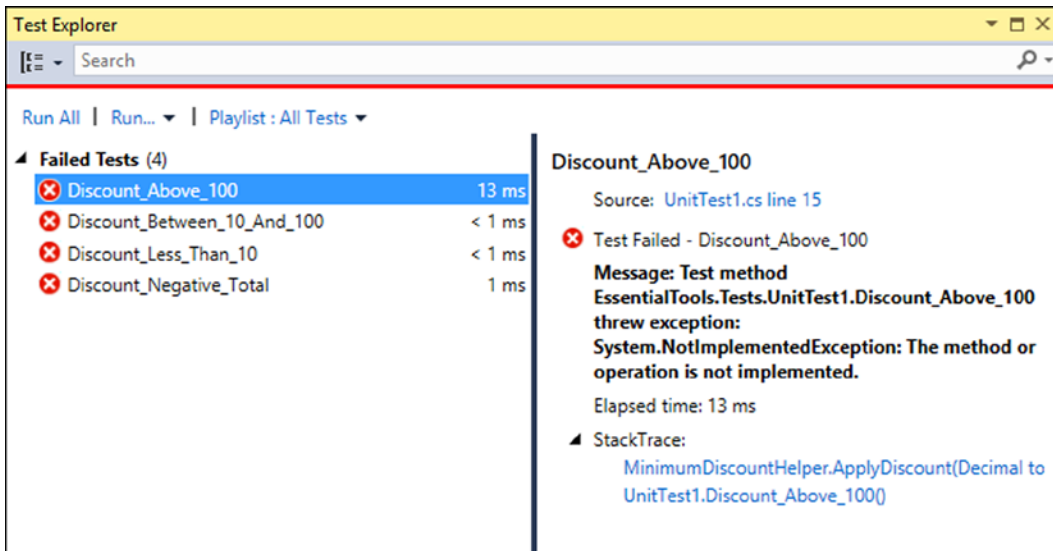 Test Explorer
Search
Run All | Run... | Playlist : All Tests
Failed Tests (4)
Discount_Above_100 13 ms
Discount_Between_10_And_100 < 1 ms
Discount_Less_Than_10 < 1 ms
Discount_Negative_Total 1 ms
Discount_Above_100
Source: UnitTest1.cs line 15
Test Failed - Discount_Above_100
Message: Test method
EssentialTools.Tests.UnitTest1.Discount_Above_100
threw exception:
System.NotImplementedException: The method or
operation is not implemented.
Elapsed time: 13 ms
StackTrace:
MinimumDiscountHelper.ApplyDiscount(Decimal to
UnitTest1.Discount_Above_100()